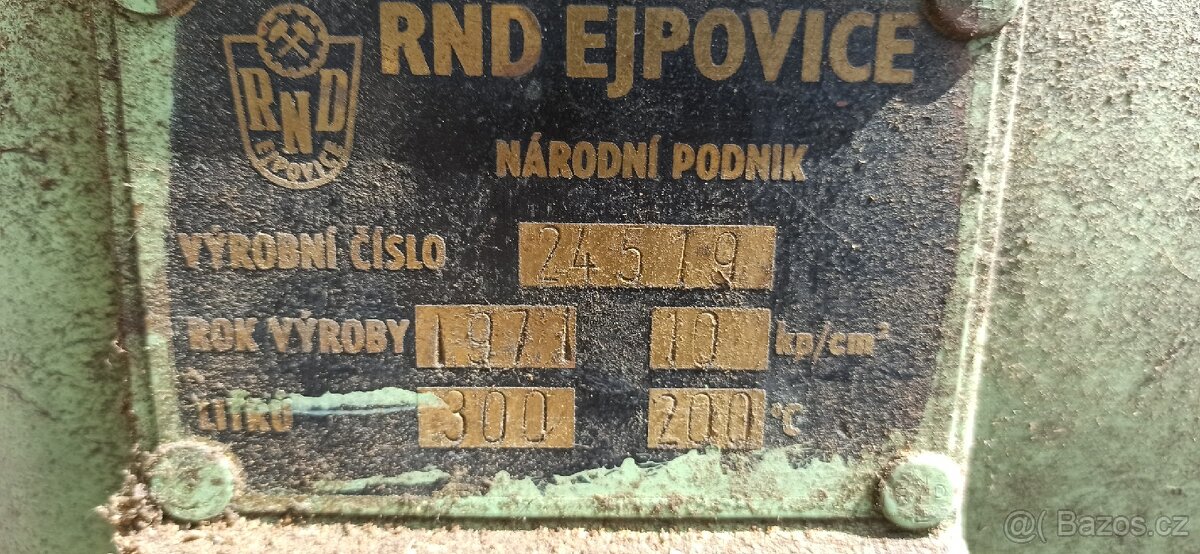 RND EJPOVICE
RND
EJPOVICE
NÁRODNÍ PODNIK
VÝROBNÍ ČÍSLO 24519
ROK VÝROBY 1971 10 kp/cm²
LITRŮ 300 200 °C
@( Bazos.cz